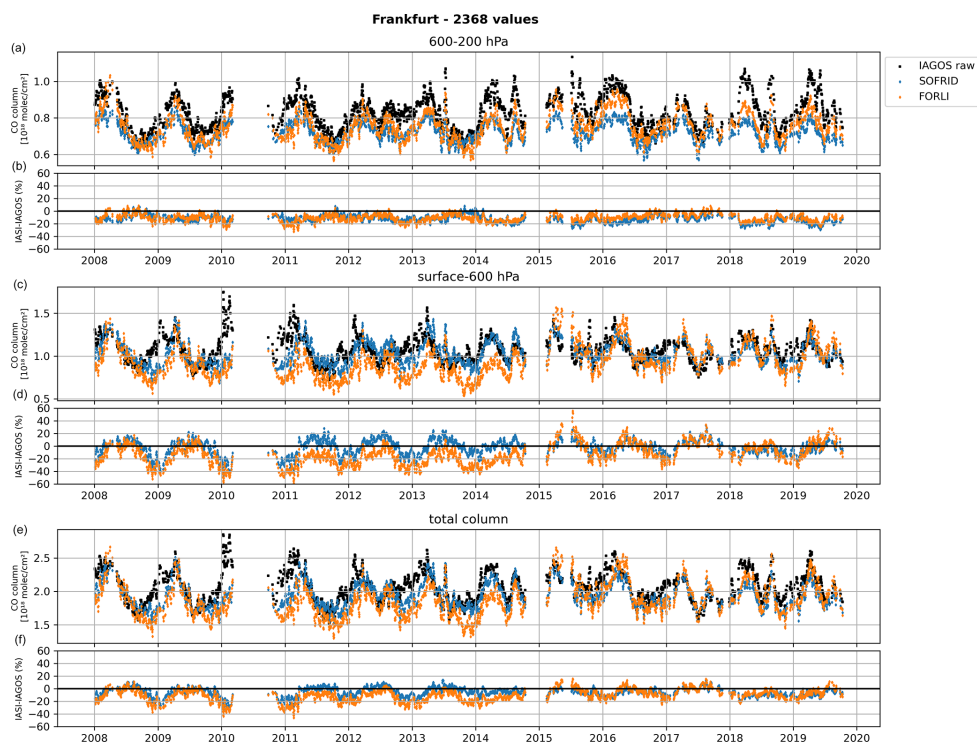 Frankfurt - 2368 values
(a)
600-200 hPa
CO column
[10¹⁸ molec/cm²]
1.0
0.8
0.6
IAGOS raw
SOFRID
FORLI
(b)
IASI-IAGOS (%)
60
40
20
0
−20
−40
−60
2008 2009 2010 2011 2012 2013 2014 2015 2016 2017 2018 2019 2020
(c)
surface-600 hPa
CO column
[10¹⁸ molec/cm²]
1.5
1.0
0.5
(d)
IASI-IAGOS (%)
60
40
20
0
−20
−40
−60
2008 2009 2010 2011 2012 2013 2014 2015 2016 2017 2018 2019 2020
(e)
total column
CO column
[10¹⁸ molec/cm²]
2.5
2.0
1.5
(f)
IASI-IAGOS (%)
60
40
20
0
−20
−40
−60
2008 2009 2010 2011 2012 2013 2014 2015 2016 2017 2018 2019 2020